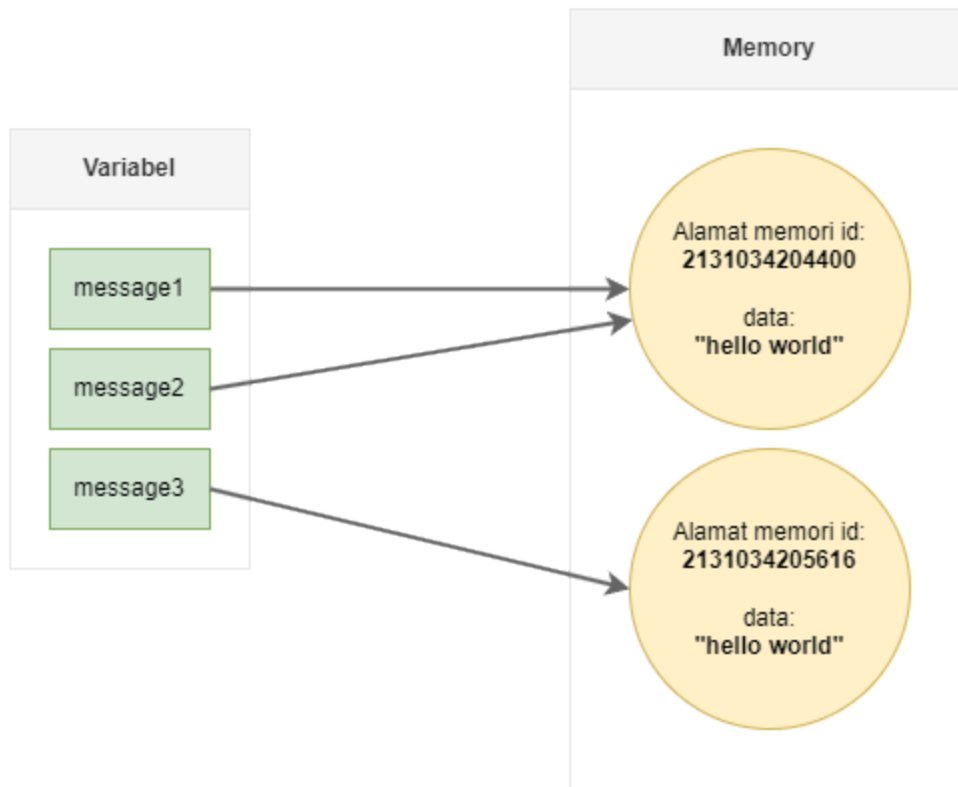 Memory
Variabel
message1
message2
message3
Alamat memori id:
2131034204400
data:
"hello world"
Alamat memori id:
2131034205616
data:
"hello world"